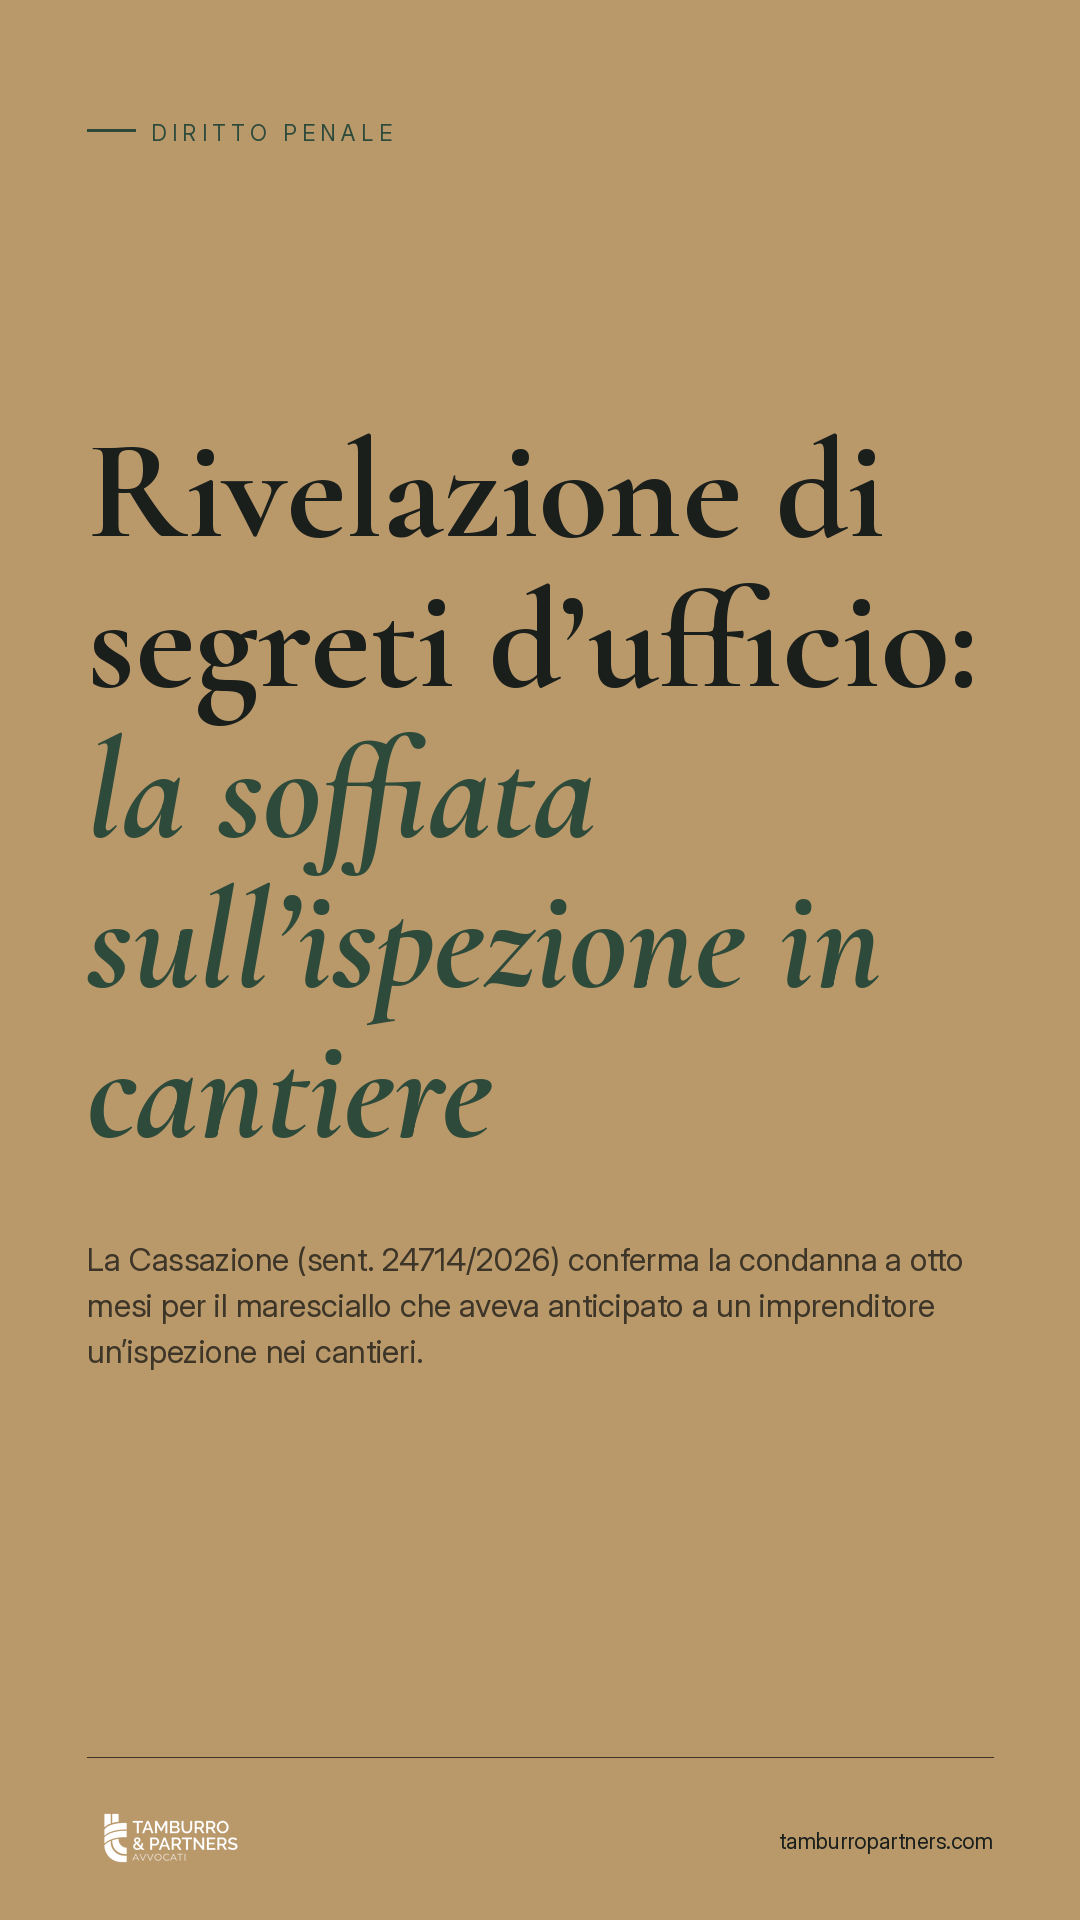 DIRITTO PENALE
Rivelazione di
segreti d’ufficio:
la soffiata
sull’ispezione in
cantiere
La Cassazione (sent. 24714/2026) conferma la condanna a otto
mesi per il maresciallo che aveva anticipato a un imprenditore
un’ispezione nei cantieri.
TAMBURRO
& PARTNERS
AVVOCATI
tamburropartners.com